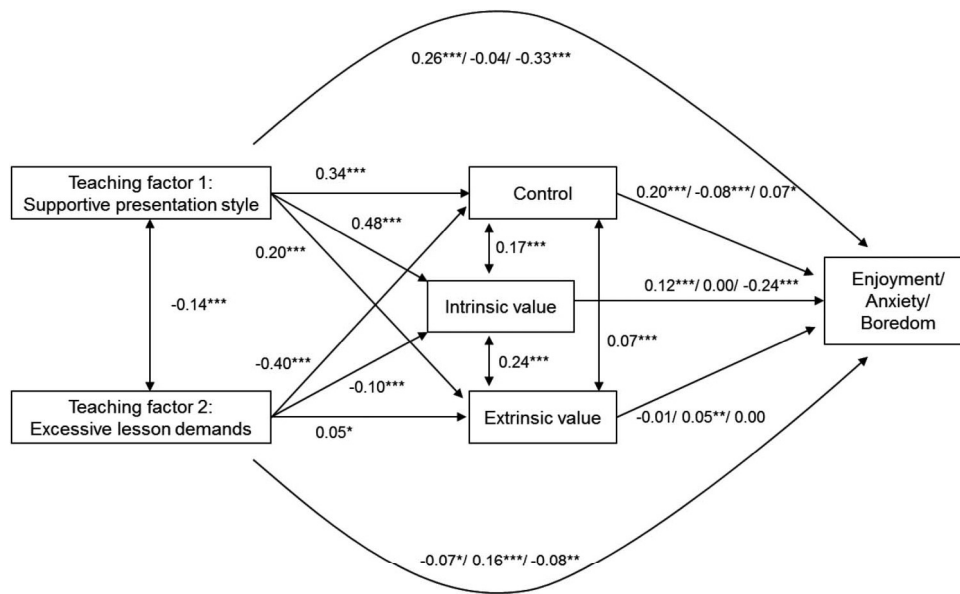 0.26***/ -0.04/ -0.33***
Teaching factor 1:
Supportive presentation style
0.34***
Control
0.20***/ -0.08***/ 0.07*
0.48***
0.20***
0.17***
-0.14***
Intrinsic value
0.12***/ 0.00/ -0.24***
Enjoyment/
Anxiety/
Boredom
0.07***
-0.40***
0.24***
-0.10***
Teaching factor 2:
Excessive lesson demands
0.05*
Extrinsic value
-0.01/ 0.05**/ 0.00
-0.07*/ 0.16***/ -0.08**